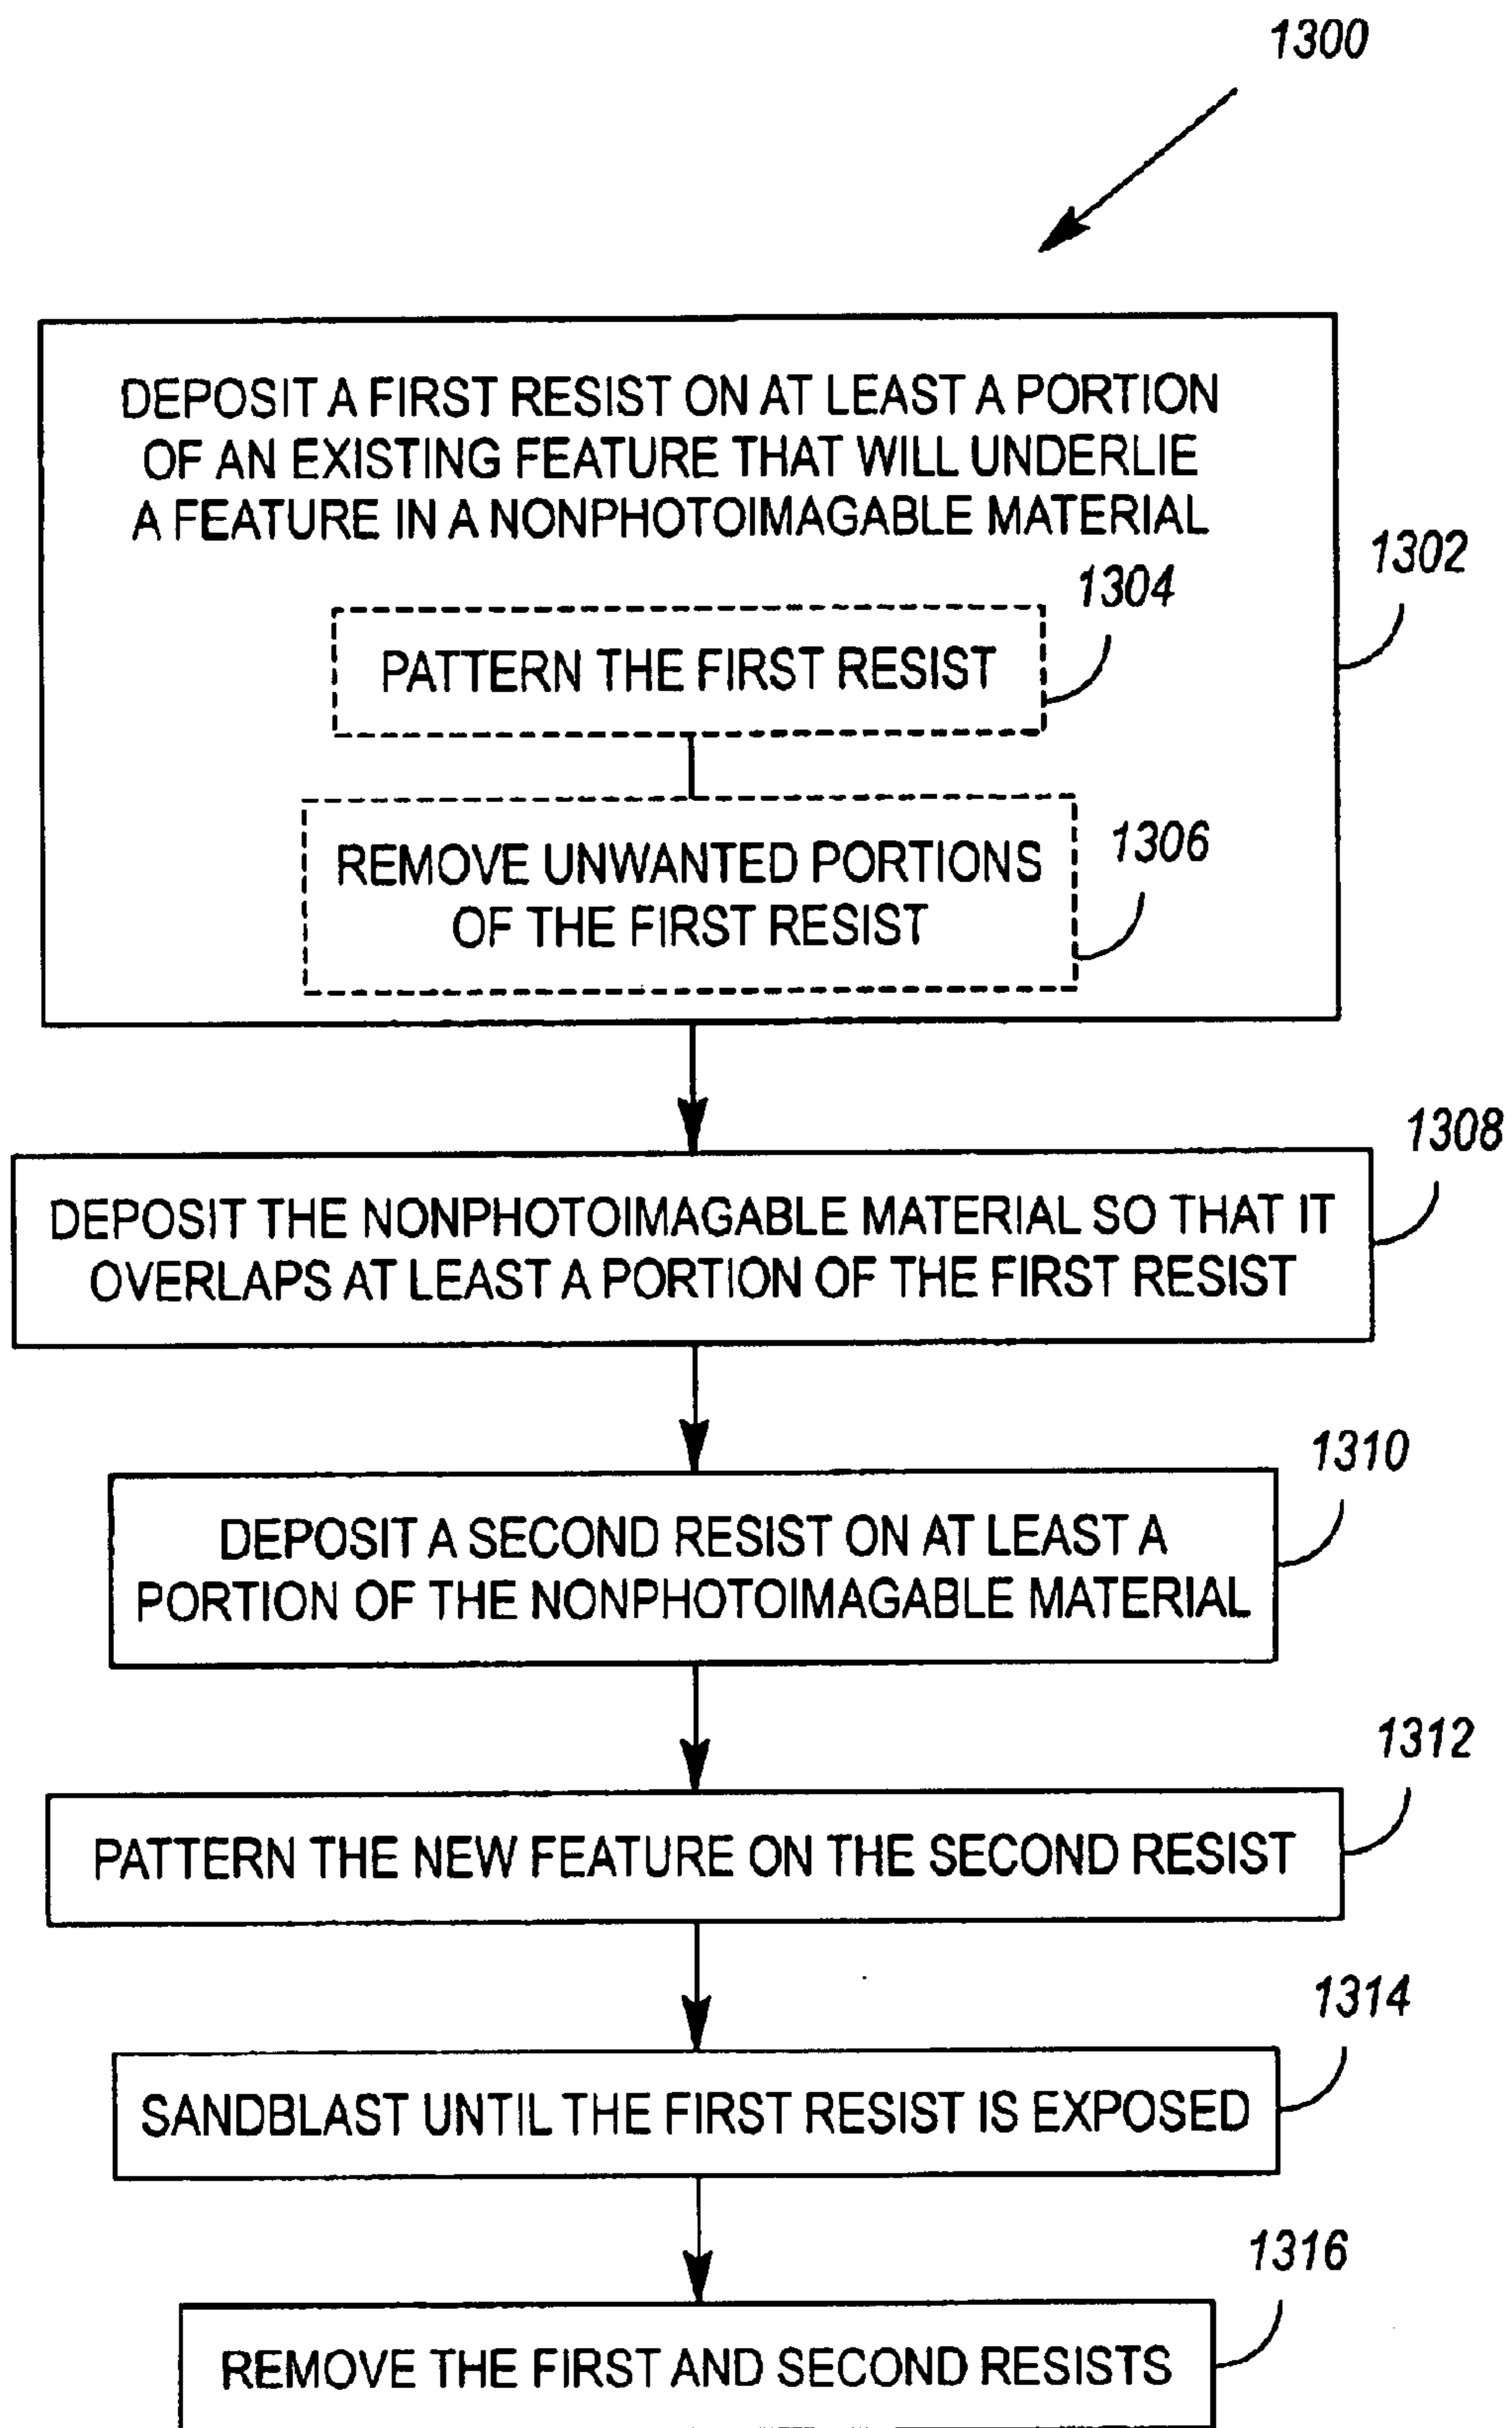 1300
DEPOSIT A FIRST RESIST ON AT LEAST A PORTION
OF AN EXISTING FEATURE THAT WILL UNDERLIE
A FEATURE IN A NONPHOTOIMAGABLE MATERIAL
1302
1304
PATTERN THE FIRST RESIST
1306
REMOVE UNWANTED PORTIONS
OF THE FIRST RESIST
1308
DEPOSIT THE NONPHOTOIMAGABLE MATERIAL SO THAT IT
OVERLAPS AT LEAST A PORTION OF THE FIRST RESIST
1310
DEPOSIT A SECOND RESIST ON AT LEAST A
PORTION OF THE NONPHOTOIMAGABLE MATERIAL
1312
PATTERN THE NEW FEATURE ON THE SECOND RESIST
1314
SANDBLAST UNTIL THE FIRST RESIST IS EXPOSED
1316
REMOVE THE FIRST AND SECOND RESISTS